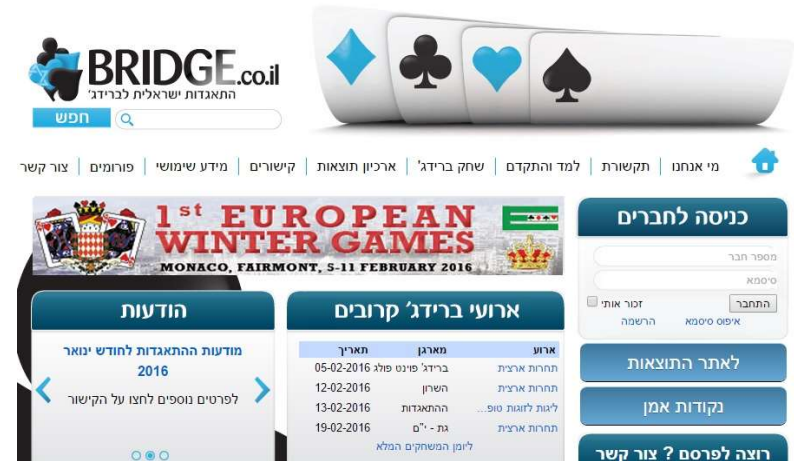 BRIDGE.co.il
התאגדות ישראלית לברידג'
חפש
מי אנחנו | תקשורת | למד והתקדם | שחק ברידג' | ארכיון תוצאות | קישורים | מידע שימושי | פורומים | צור קשר
1st EUROPEAN
WINTER GAMES
MONACO, FAIRMONT, 5-11 FEBRUARY 2016
כניסה לחברים
מספר חבר
סיסמא
התחבר זכור אותי
איפוס סיסמא הרשמה
לאתר התוצאות
נקודות אמן
רוצה לפרסם ? צור קשר
ארועי ברידג' קרובים
ארוע מארגן תאריך
תחרות ארצית ברידג' פוינט פולג 05-02-2016
תחרות ארצית השרון 12-02-2016
ליגות לזוגות טופ... ההתאגדות 13-02-2016
תחרות ארצית גת - י"ם 19-02-2016
ליומן המשחקים המלא
הודעות
מודעות ההתאגדות לחודש ינואר
2016
לפרטים נוספים לחצו על הקישור